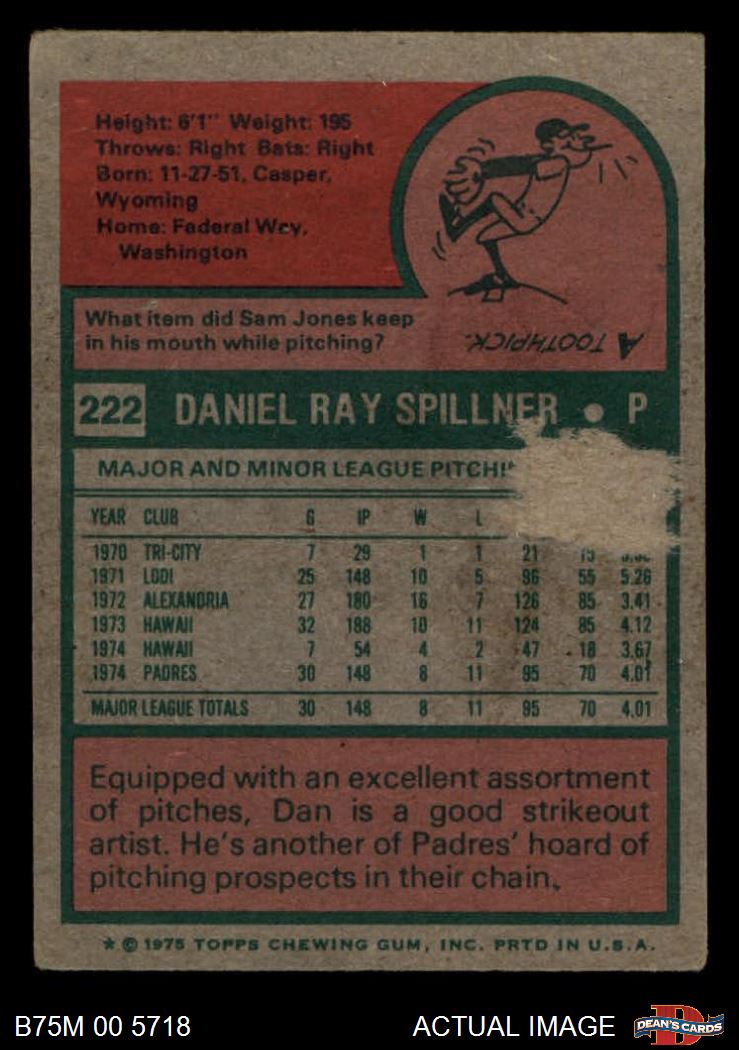 Height: 6'1" Weight: 195
Throws: Right Bats: Right
Born: 11-27-51, Casper,
Wyoming
Home: Federal Way,
Washington
What item did Sam Jones keep
in his mouth while pitching?
A TOOTHPICK.
222 DANIEL RAY SPILLNER • P
MAJOR AND MINOR LEAGUE
YEAR CLUB G IP W L
1970 TRI-CITY 7 29 1 1 21
1971 LODI 25 148 10 5 96 55 5.26
1972 ALEXANDRIA 27 180 16 7 126 85 3.41
1973 HAWAII 32 188 10 11 124 85 4.12
1974 HAWAII 7 54 4 2 47 18 3.67
1974 PADRES 30 148 8 11 95 70 4.01
MAJOR LEAGUE TOTALS 30 148 8 11 95 70 4.01
Equipped with an excellent assortment
of pitches, Dan is a good strikeout
artist. He's another of Padres' hoard of
pitching prospects in their chain.
* © 1975 TOPPS CHEWING GUM, INC. PRTD IN U.S.A.
B75M 00 5718 ACTUAL IMAGE D DEAN'S CARDS